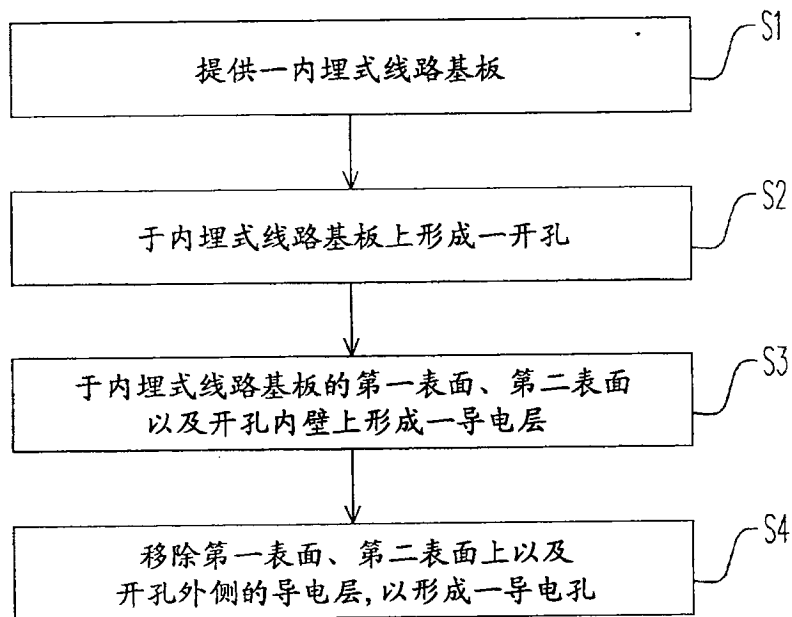 S1
提供一内埋式线路基板
S2
于内埋式线路基板上形成一开孔
S3
于内埋式线路基板的第一表面、第二表面
以及开孔内壁上形成一导电层
S4
移除第一表面、第二表面上以及
开孔外侧的导电层,以形成一导电孔